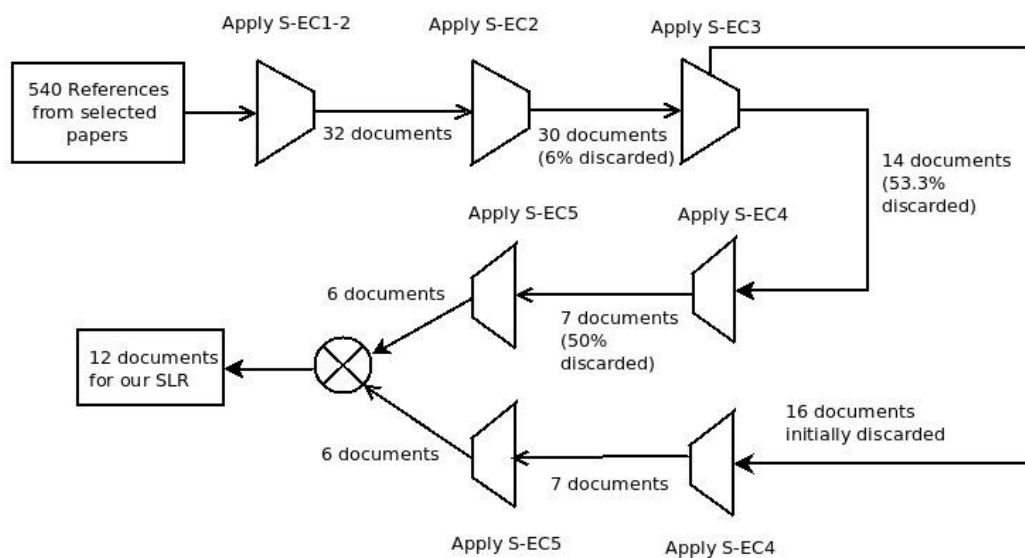 Apply S-EC1-2
Apply S-EC2
Apply S-EC3
540 References
from selected
papers
32 documents
30 documents
(6% discarded)
14 documents
(53.3%
discarded)
Apply S-EC5
Apply S-EC4
6 documents
7 documents
(50%
discarded)
12 documents
for our SLR
16 documents
initially discarded
6 documents
7 documents
Apply S-EC5
Apply S-EC4